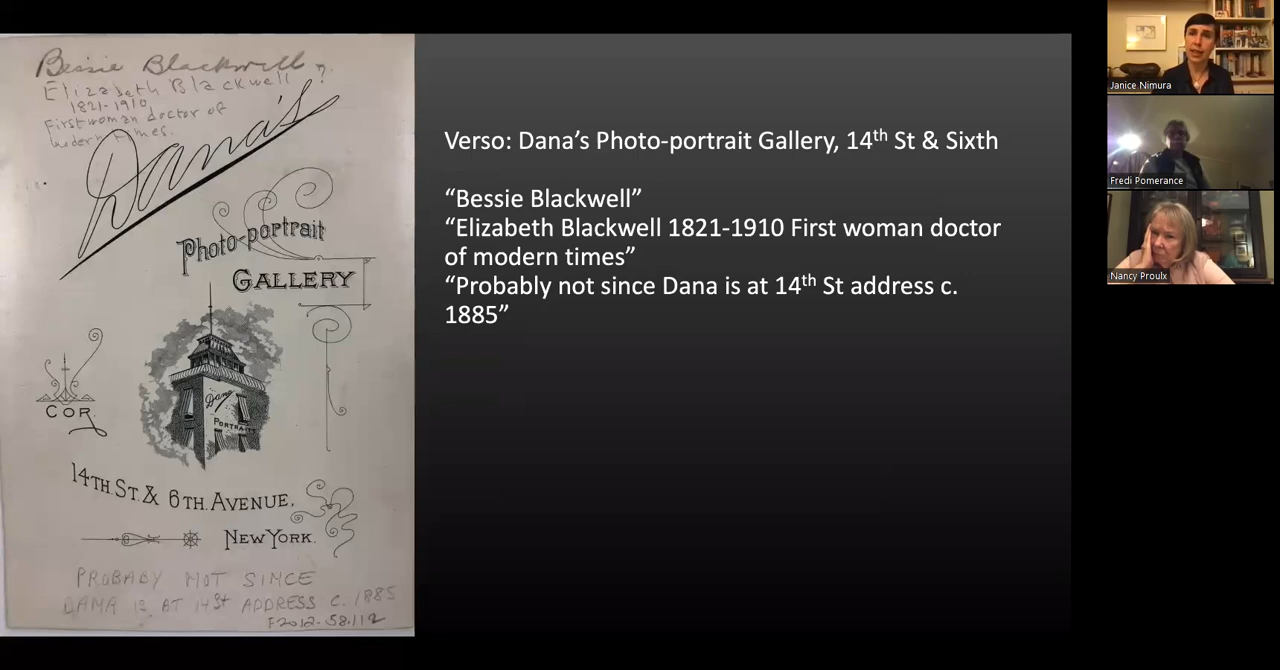 Bessie Blackwell
?
Elizabeth Blackwell
1821-1910
First woman doctor of
modern times.
Dana's
Photo-portrait
GALLERY
Dana
PORTRAITS
COR.
14TH. ST. & 6TH. AVENUE.
NEW YORK.
PROBABY NOT SINCE
DANA IS AT 14St ADDRESS C. 1885
F2012.58.112
Verso: Dana’s Photo-portrait Gallery, 14th St & Sixth
“Bessie Blackwell”
“Elizabeth Blackwell 1821-1910 First woman doctor
of modern times”
“Probably not since Dana is at 14th St address c.
1885”
Janice Nimura
Fredi Pomerance
Nancy Proulx